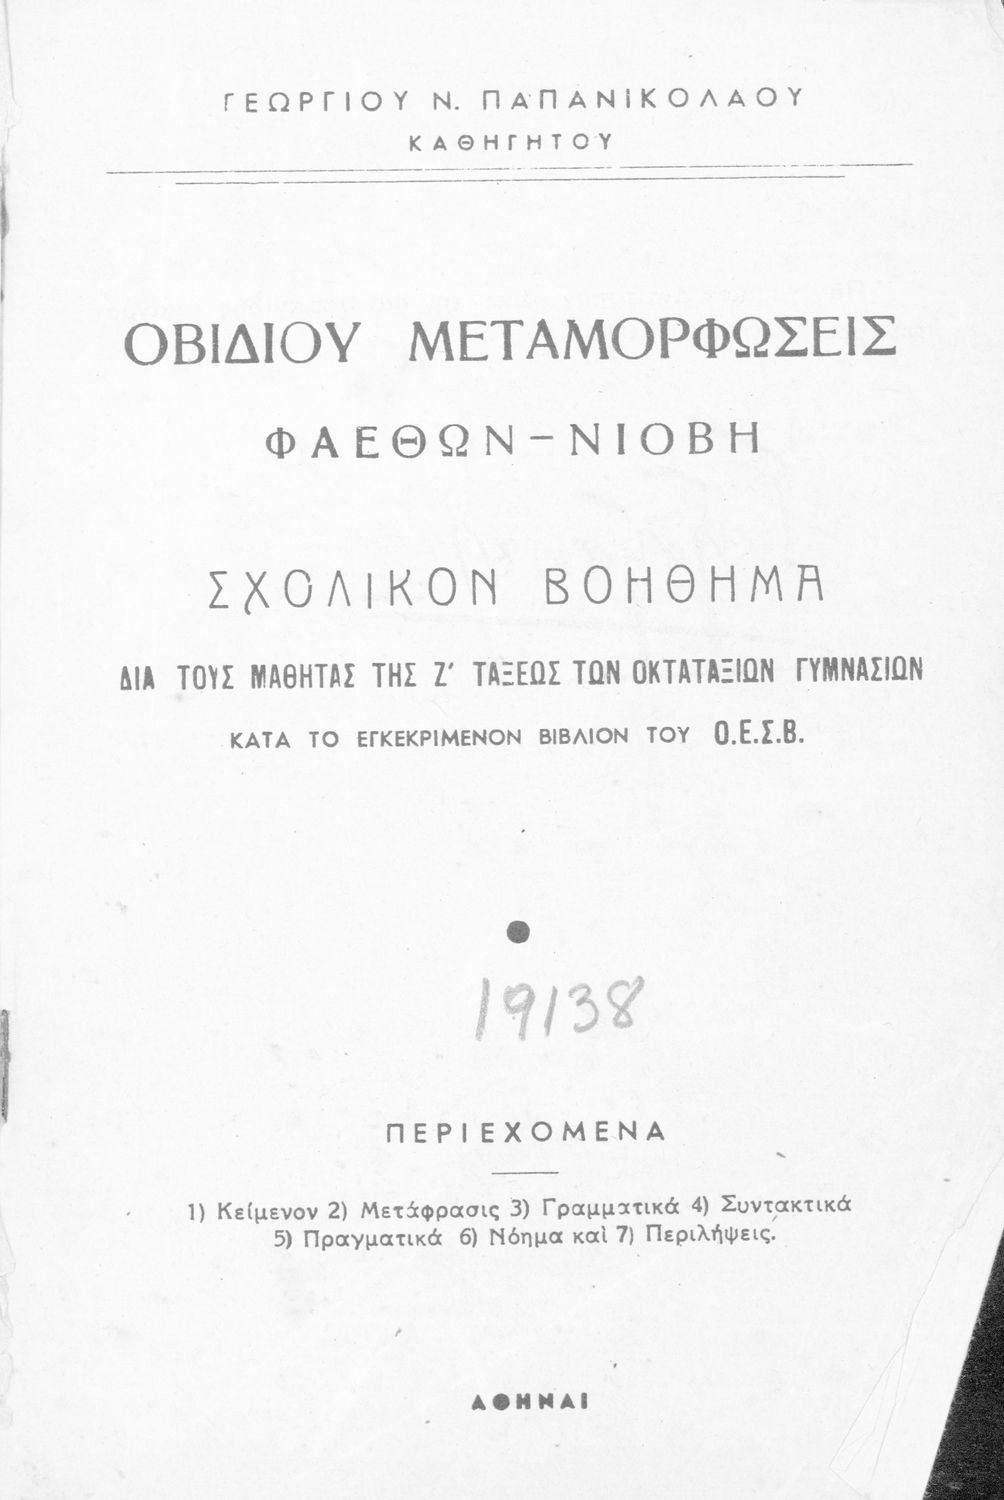 ΓΕΩΡΓΙΟΥ Ν. ΠΑΠΑΝΙΚΟΛΑΟΥ
ΚΑΘΗΓΗΤΟΥ
ΟΒΙΔΙΟΥ ΜΕΤΑΜΟΡΦΩΣΕΙΣ
ΦΑΕΘΩΝ – ΝΙΟΒΗ
ΣΧΟΛΙΚΟΝ ΒΟΗΘΗΜΑ
ΔΙΑ ΤΟΥΣ ΜΑΘΗΤΑΣ ΤΗΣ Ζ′ ΤΑΞΕΩΣ ΤΩΝ ΟΚΤΑΤΑΞΙΩΝ ΓΥΜΝΑΣΙΩΝ
ΚΑΤΑ ΤΟ ΕΓΚΕΚΡΙΜΕΝΟΝ ΒΙΒΛΙΟΝ ΤΟΥ Ο.Ε.Σ.Β.
19138
ΠΕΡΙΕΧΟΜΕΝΑ
1) Κείμενον 2) Μετάφρασις 3) Γραμματικά 4) Συντακτικά
5) Πραγματικά 6) Νόημα καὶ 7) Περιλήψεις.
ΑΘΗΝΑΙ